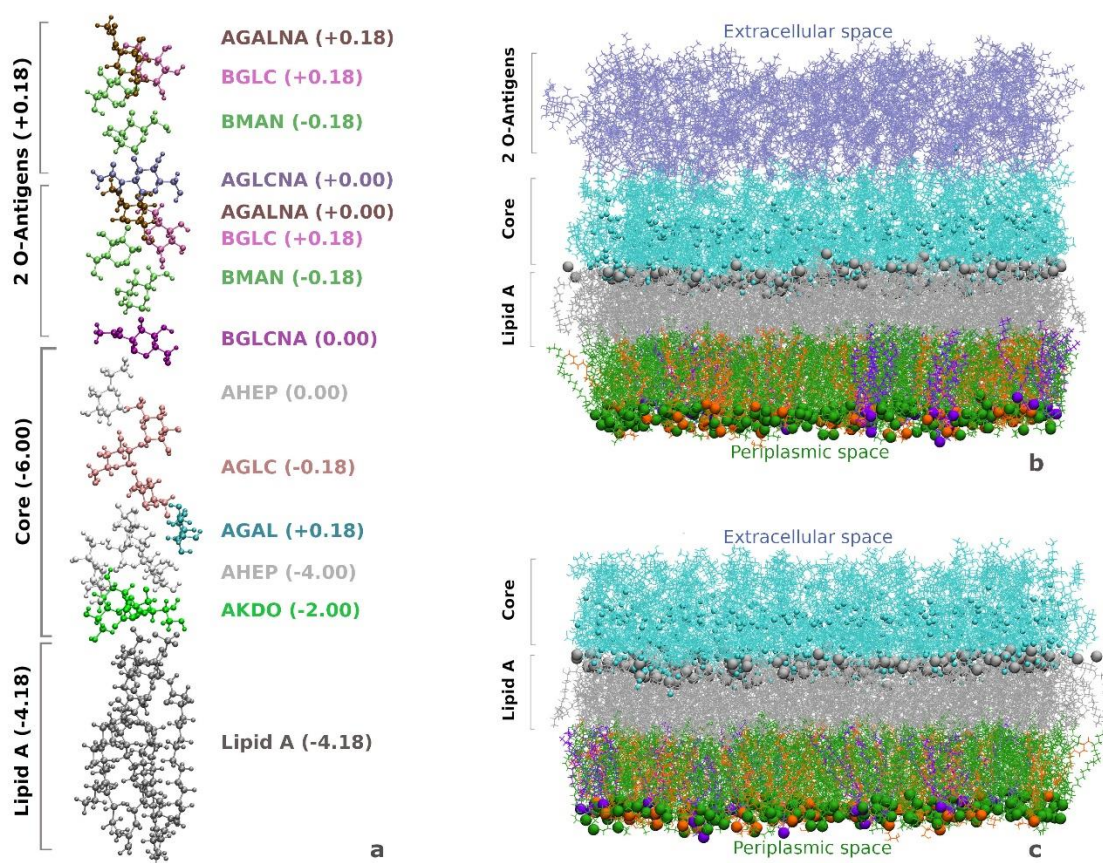 2 O-Antigens (+0.18)
Core (-6.00)
Lipid A (-4.18)
AGALNA (+0.18)
BGLC (+0.18)
BMAN (-0.18)
AGLCNA (+0.00)
AGALNA (+0.00)
BGLC (+0.18)
BMAN (-0.18)
BGLCNA (0.00)
AHEP (0.00)
AGLC (-0.18)
AGAL (+0.18)
AHEP (-4.00)
AKDO (-2.00)
Lipid A (-4.18)
a
Extracellular space
2 O-Antigens
Core
Lipid A
Periplasmic space
b
Extracellular space
Core
Lipid A
Periplasmic space
c